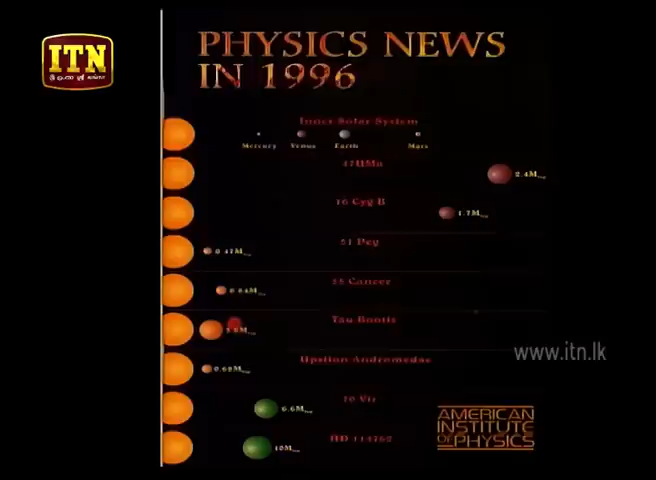 ITN
PHYSICS NEWS
IN 1996
Inner Solar System
Mercury Venus Earth Mars
47UMa
2.4M
16 Cyg B
1.7M
51 Peg
0.47M
55 Cancer
0.84M
Tau Bootis
3.8M
www.itn.lk
Upsilon Andromedae
0.68M
70 Vir
6.6M
HD 114762
10M
AMERICAN
INSTITUTE
OF PHYSICS